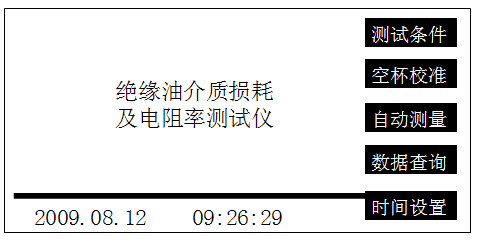 绝缘油介质损耗
及电阻率测试仪
测试条件
空杯校准
自动测量
数据查询
时间设置
2009.08.12 09:26:29